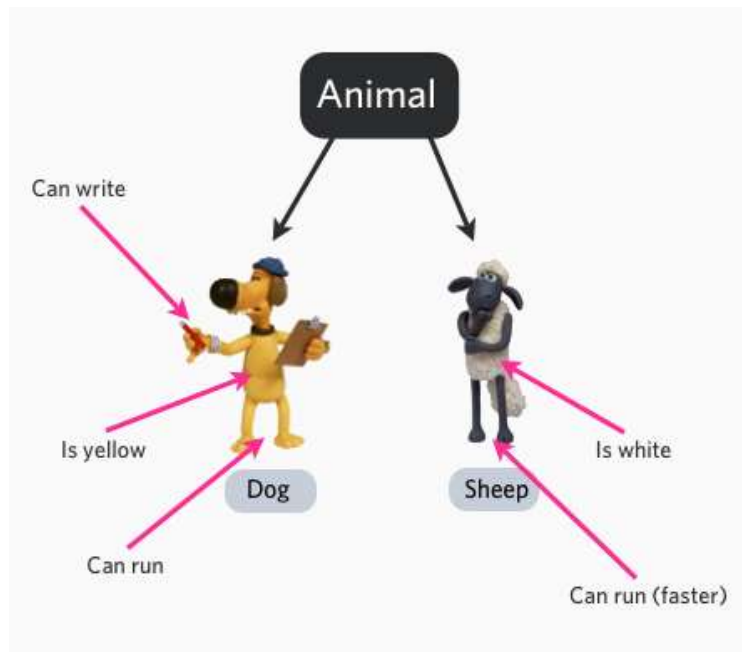 Animal
Can write
Is yellow
Is white
Dog
Sheep
Can run
Can run (faster)